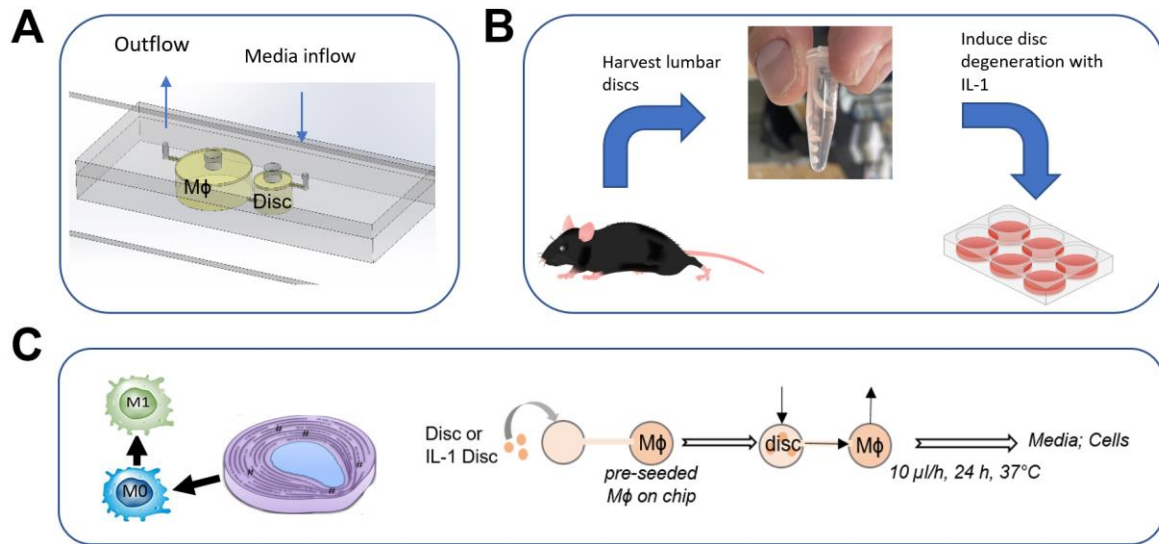 A
Outflow
Media inflow
Mϕ
Disc
B
Harvest lumbar
discs
Induce disc
degeneration with
IL-1
C
M1
M0
Disc or
IL-1 Disc
Mϕ
pre-seeded
Mϕ on chip
disc
Mϕ
10 µl/h, 24 h, 37°C
Media; Cells